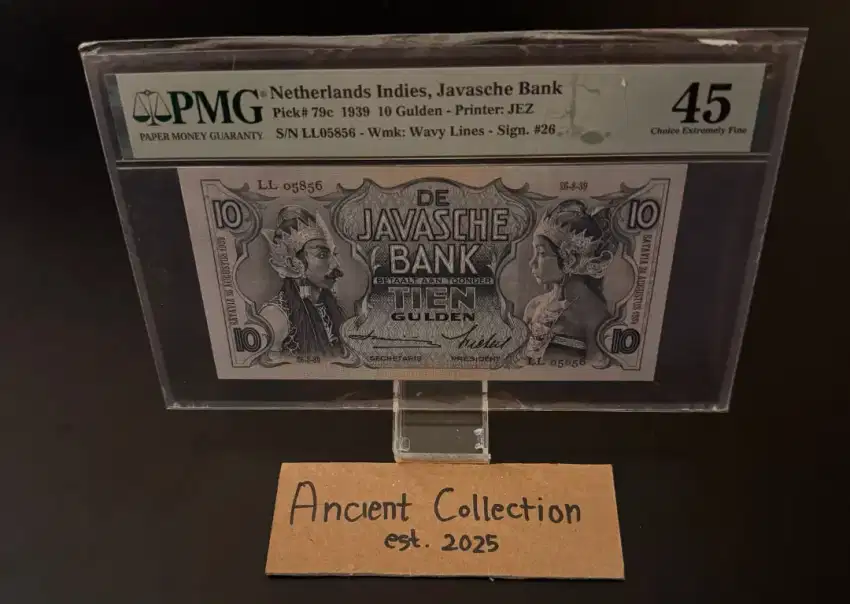 PMG
PAPER MONEY GUARANTY
Netherlands Indies, Javasche Bank
Pick# 79c 1939 10 Gulden - Printer: JEZ
S/N LL05856 - Wmk: Wavy Lines - Sign. #26
45
Choice Extremely Fine
LL 05856
10
DE
JAVASCHE
BANK
BETAALT AAN TOONDER
TIEN
GULDEN
SECRETARIS PRESIDENT
10
10
10
LL 05856
Ancient Collection
est. 2025